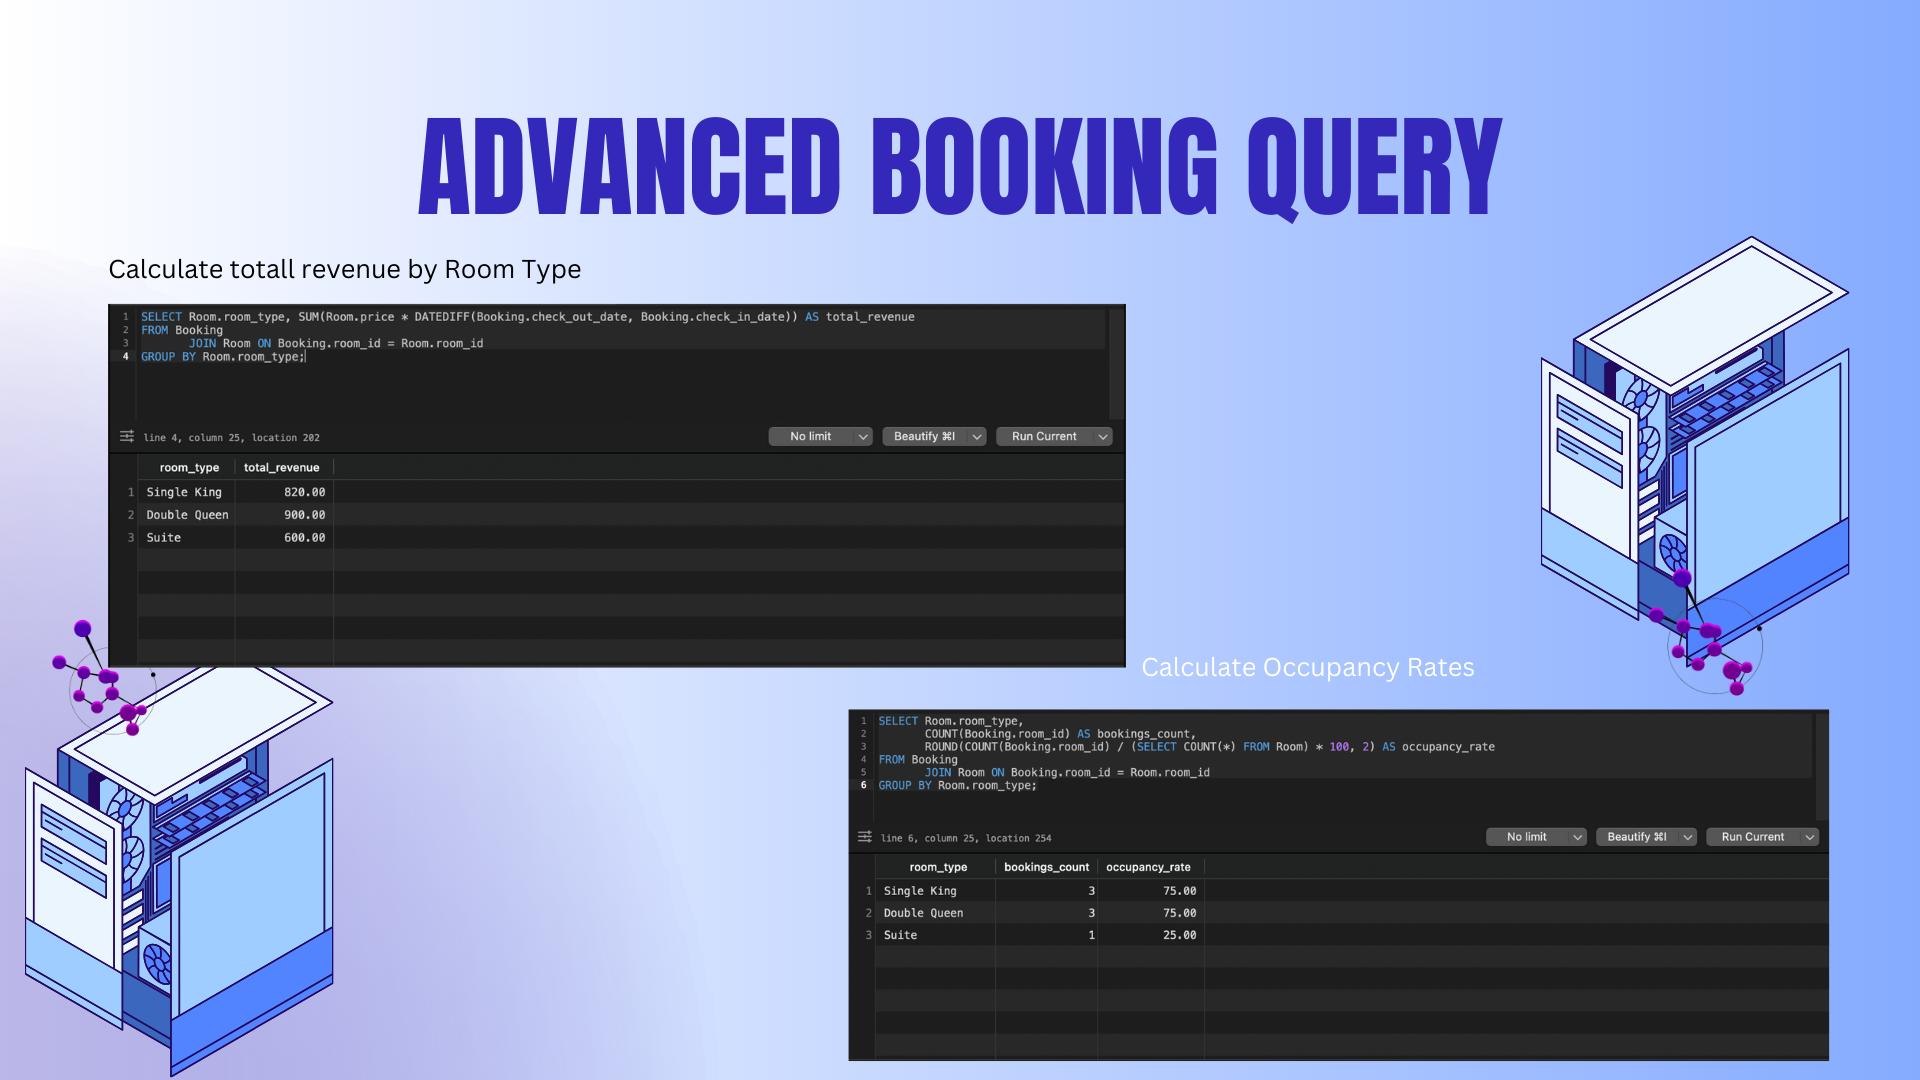 ADVANCED BOOKING QUERY
Calculate totall revenue by Room Type
1 SELECT Room.room_type, SUM(Room.price * DATEDIFF(Booking.check_out_date, Booking.check_in_date)) AS total_revenue
2 FROM Booking
3 JOIN Room ON Booking.room_id = Room.room_id
4 GROUP BY Room.room_type;
line 4, column 25, location 202 No limit Beautify ⌘I Run Current
room_type total_revenue
1 Single King 820.00
2 Double Queen 900.00
3 Suite 600.00
Calculate Occupancy Rates
1 SELECT Room.room_type,
2 COUNT(Booking.room_id) AS bookings_count,
3 ROUND(COUNT(Booking.room_id) / (SELECT COUNT(*) FROM Room) * 100, 2) AS occupancy_rate
4 FROM Booking
5 JOIN Room ON Booking.room_id = Room.room_id
6 GROUP BY Room.room_type;
line 6, column 25, location 254 No limit Beautify ⌘I Run Current
room_type bookings_count occupancy_rate
1 Single King 3 75.00
2 Double Queen 3 75.00
3 Suite 1 25.00